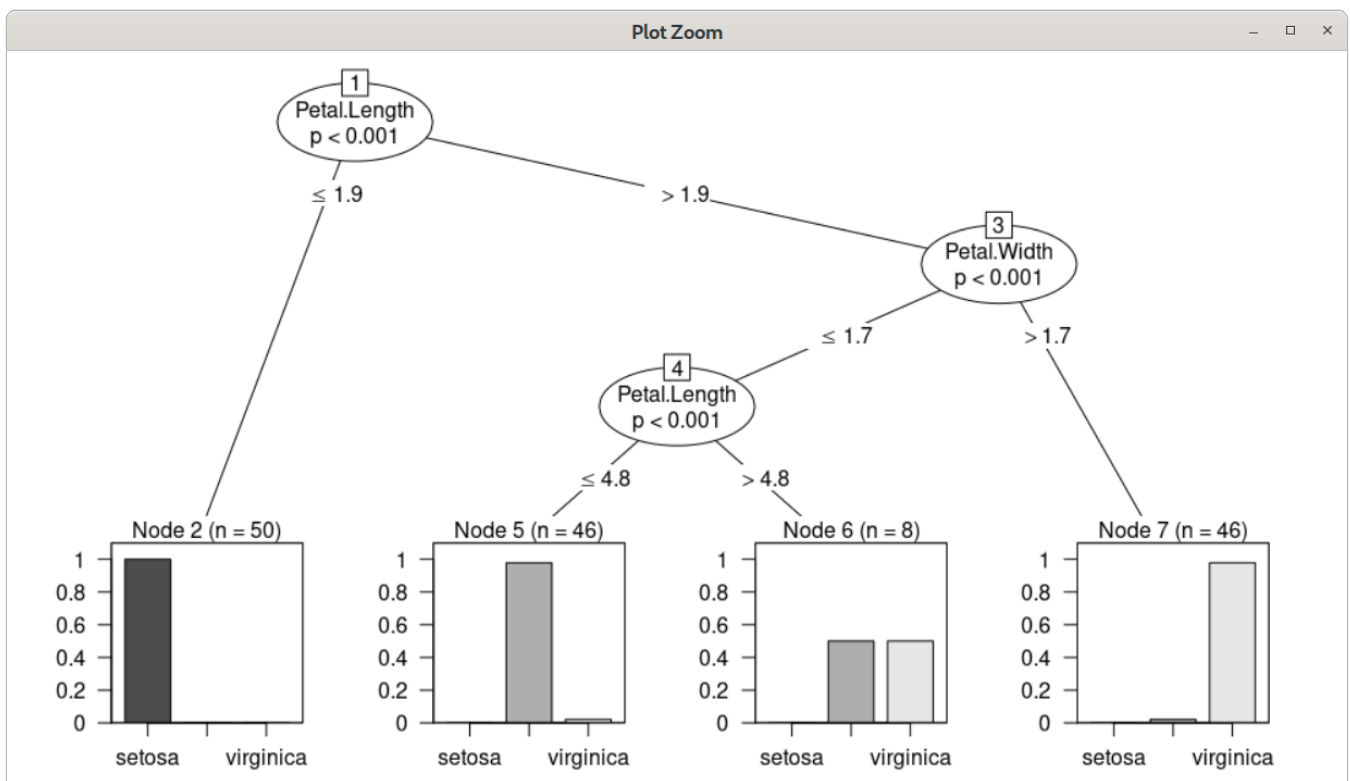 Plot Zoom
1
Petal.Length
p < 0.001
≤ 1.9
> 1.9
3
Petal.Width
p < 0.001
≤ 1.7
> 1.7
4
Petal.Length
p < 0.001
≤ 4.8
> 4.8
Node 2 (n = 50)
1
0.8
0.6
0.4
0.2
0
setosa virginica
Node 5 (n = 46)
1
0.8
0.6
0.4
0.2
0
setosa virginica
Node 6 (n = 8)
1
0.8
0.6
0.4
0.2
0
setosa virginica
Node 7 (n = 46)
1
0.8
0.6
0.4
0.2
0
setosa virginica